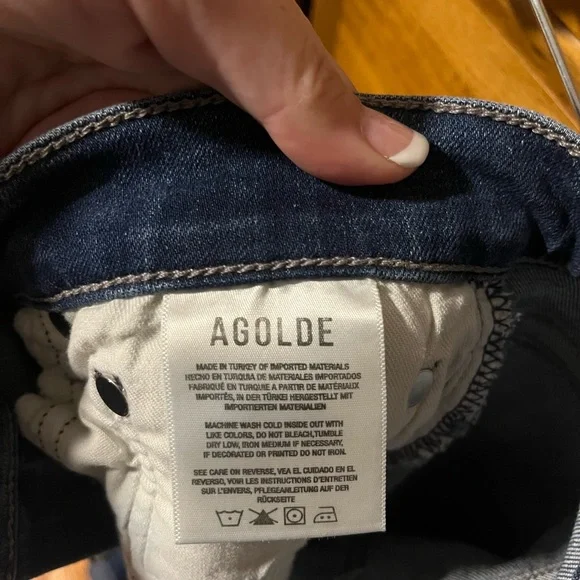 AGOLDE
MADE IN TURKEY OF IMPORTED MATERIALS
HECHO EN TURQUIA DE MATERIALES IMPORTADOS
FABRIQUÉ EN TURQUIE A PARTIR DE MATÉRIAUX
IMPORTÉS, IN DER TÜRKEI HERGESTELLT MIT
IMPORTIERTEN MATERIALIEN
MACHINE WASH COLD INSIDE OUT WITH
LIKE COLORS, DO NOT BLEACH,TUMBLE
DRY LOW, IRON MEDIUM IF NECESSARY,
IF DECORATED OR PRINTED DO NOT IRON.
SEE CARE ON REVERSE, VEA EL CUIDADO EN EL
REVERSO, VOIR LES INSTRUCTIONS D'ENTRETIEN
SUR L'ENVERS, PFLEGEANLEITUNG AUF DER
RÜCKSEITE